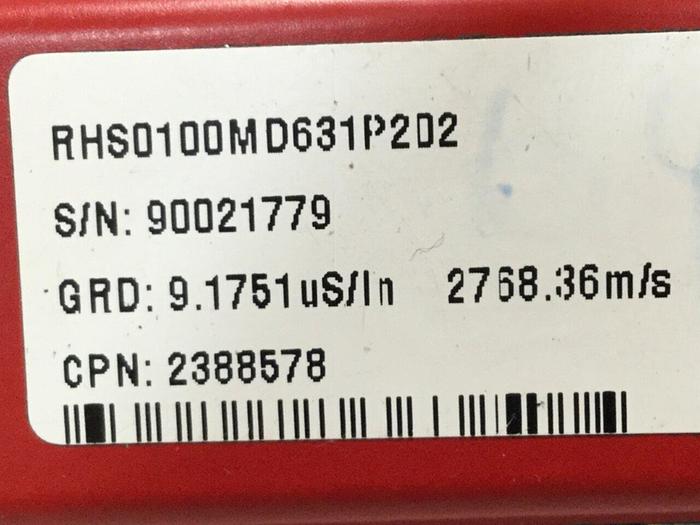 RHS0100MD631P202
S/N: 90021779
GRD: 9.1751uS/In 2768.36m/s
CPN: 2388578